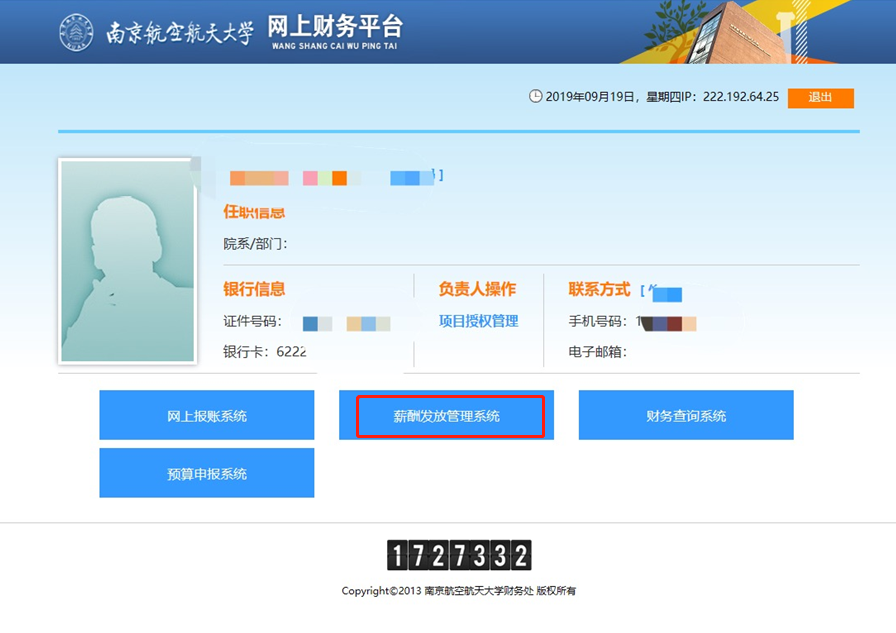 南京航空航天大学 网上财务平台
WANG SHANG CAI WU PING TAI
2019年09月19日，星期四IP：222.192.64.25 退出
]
任职信息
院系/部门：
银行信息 负责人操作 联系方式 [
证件号码： 项目授权管理 手机号码：1
银行卡：6222 电子邮箱：
网上报账系统 薪酬发放管理系统 财务查询系统
预算申报系统
1727332
Copyright©2013 南京航空航天大学财务处 版权所有